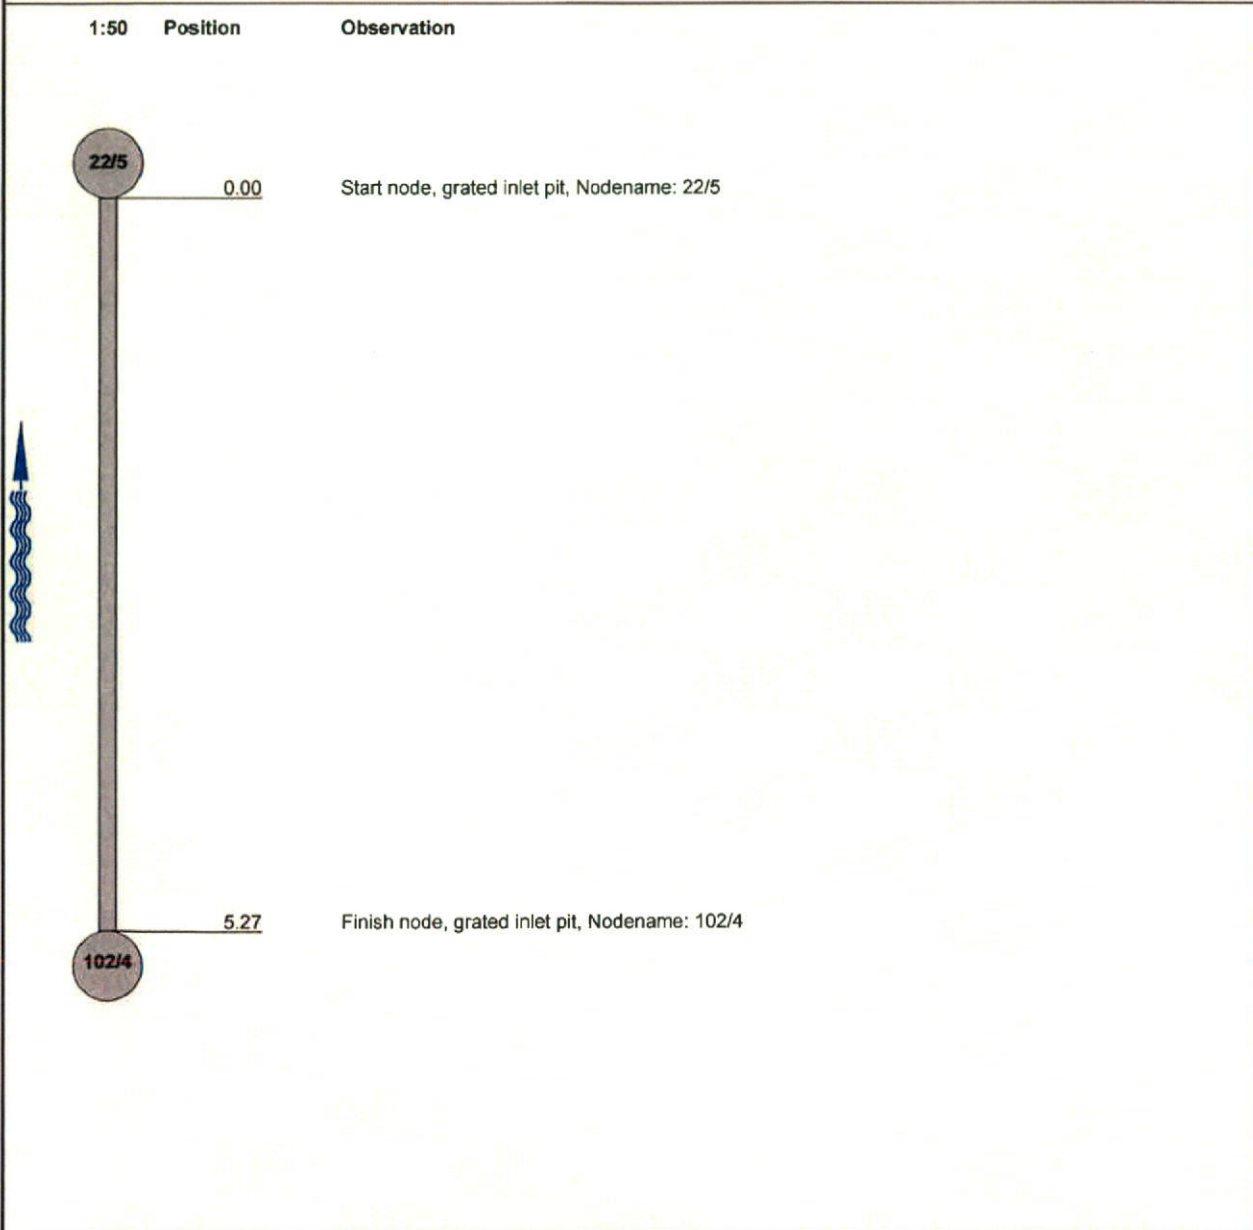 1:50 Position Observation
22/5
0.00 Start node, grated inlet pit, Nodename: 22/5
5.27 Finish node, grated inlet pit, Nodename: 102/4
102/4